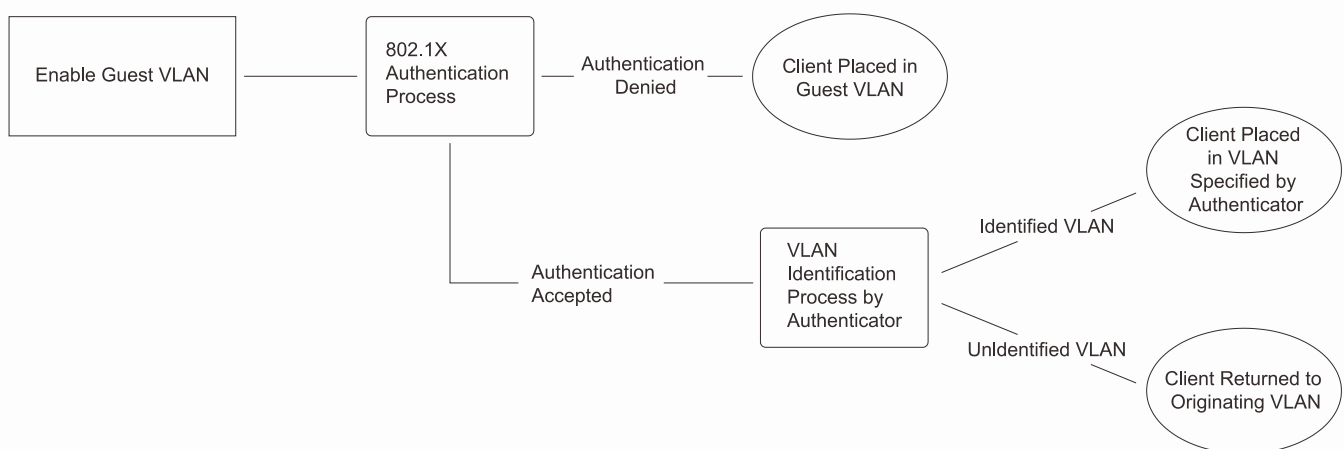 Enable Guest VLAN
802.1X
Authentication
Process
Authentication
Denied
Client Placed in
Guest VLAN
Client Placed
in VLAN
Specified by
Authenticator
Identified VLAN
Authentication
Accepted
VLAN
Identification
Process by
Authenticator
UnIdentified VLAN
Client Returned to
Originating VLAN